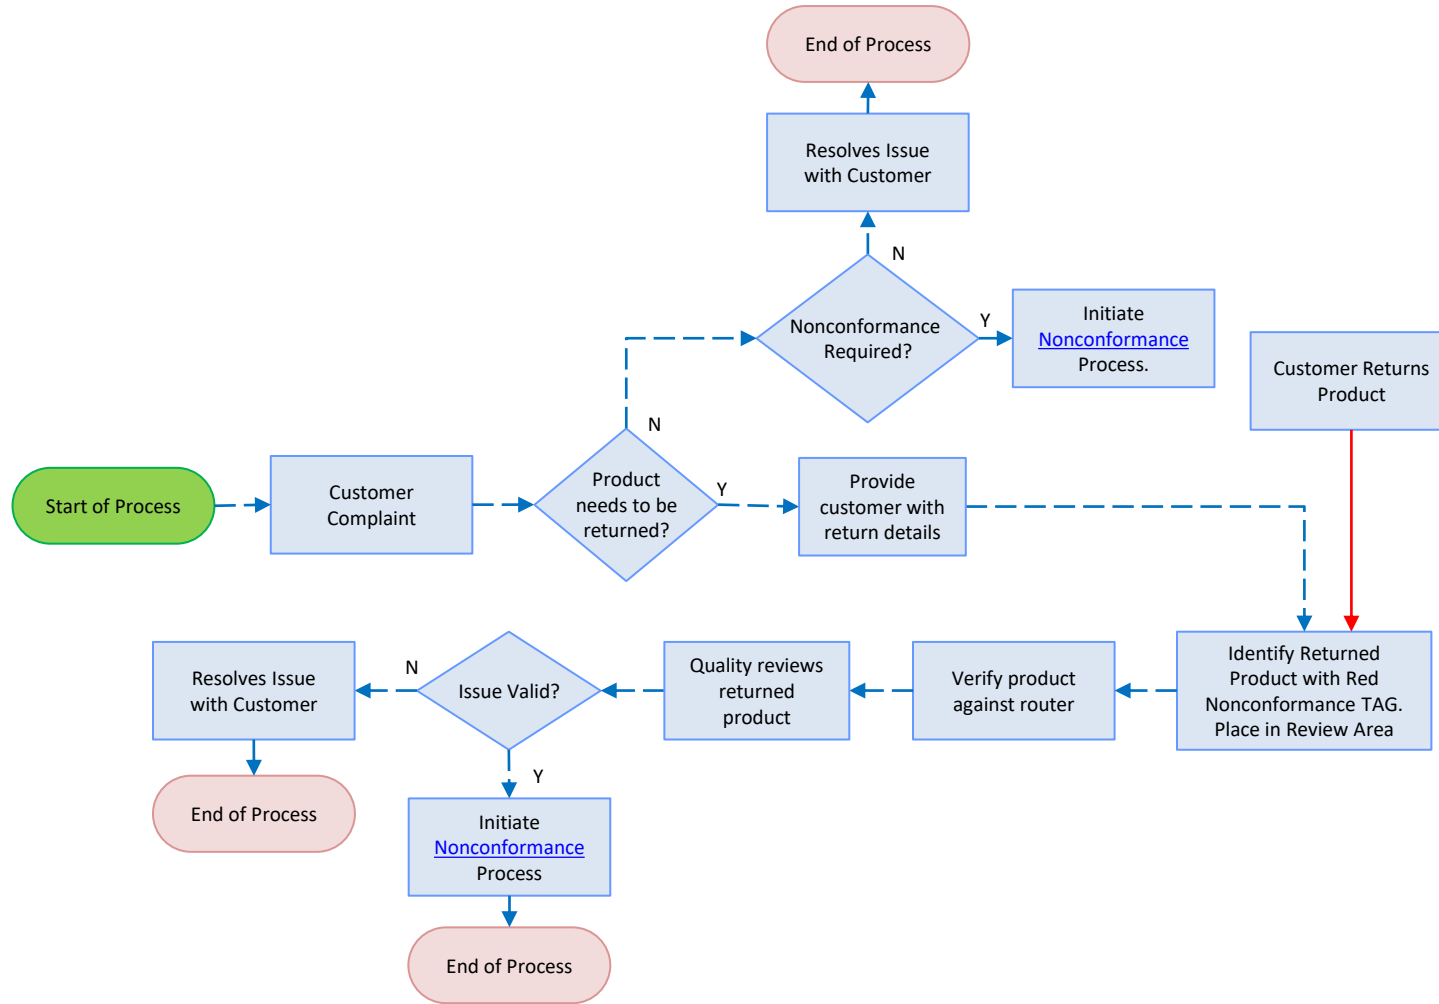 End of Process
Resolves Issue
with Customer
N
Nonconformance
Required?
Y
Initiate
Nonconformance
Process.
Customer Returns
Product
N
Start of Process
Customer
Complaint
Product
needs to be
returned?
Y
Provide
customer with
return details
Identify Returned
Product with Red
Nonconformance TAG.
Place in Review Area
Verify product
against router
Quality reviews
returned
product
Issue Valid?
N
Resolves Issue
with Customer
End of Process
Y
Initiate
Nonconformance
Process
End of Process